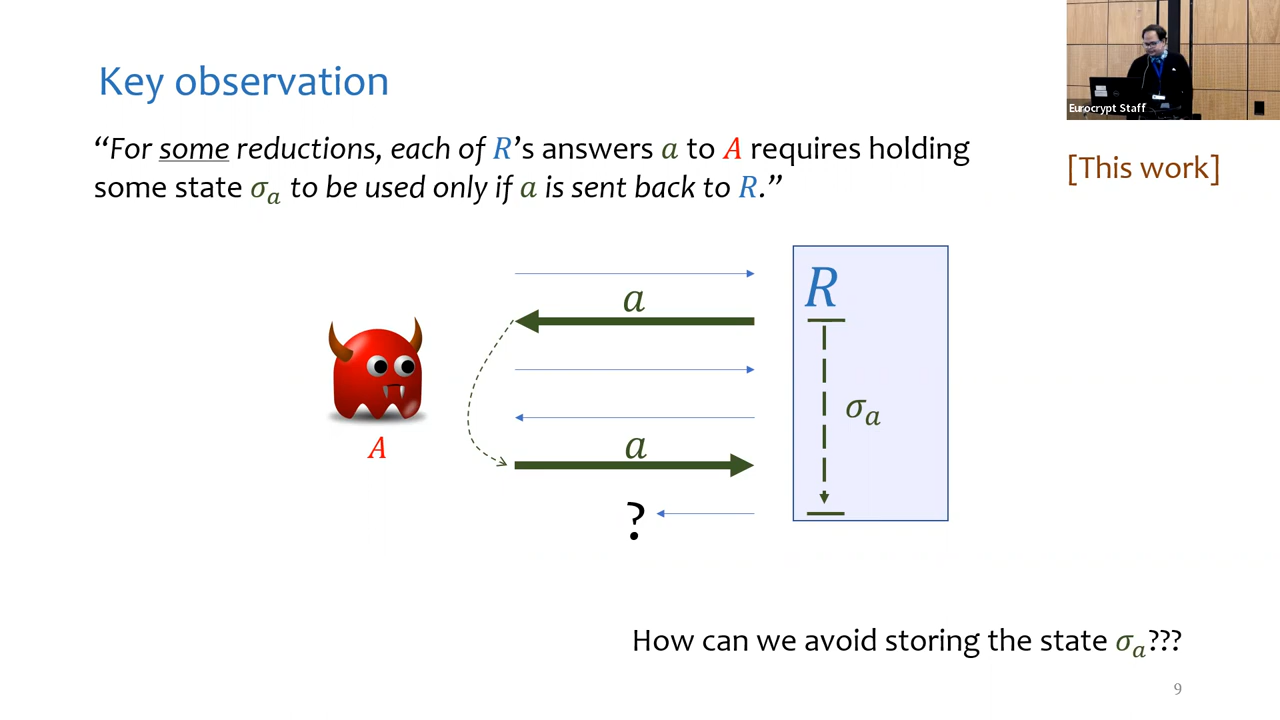 Key observation
Eurocrypt Staff
“For some reductions, each of R’s answers a to A requires holding
some state σₐ to be used only if a is sent back to R.”
[This work]
a
R
σₐ
A
a
?
How can we avoid storing the state σₐ???
9